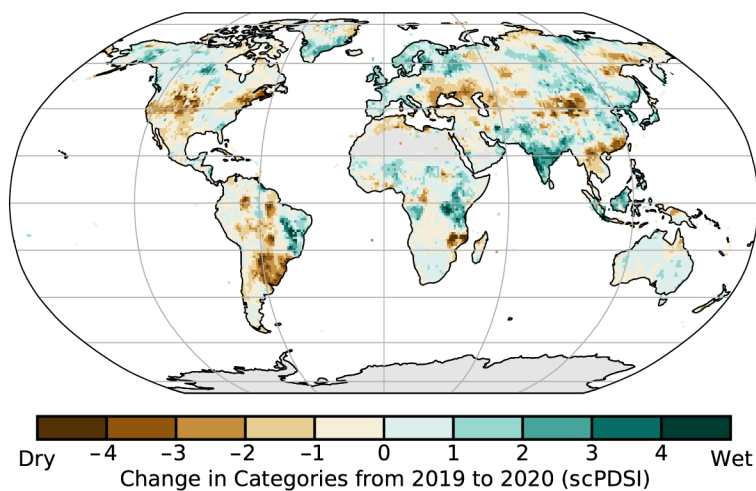 Dry −4 −3 −2 −1 0 1 2 3 4 Wet
Change in Categories from 2019 to 2020 (scPDSI)